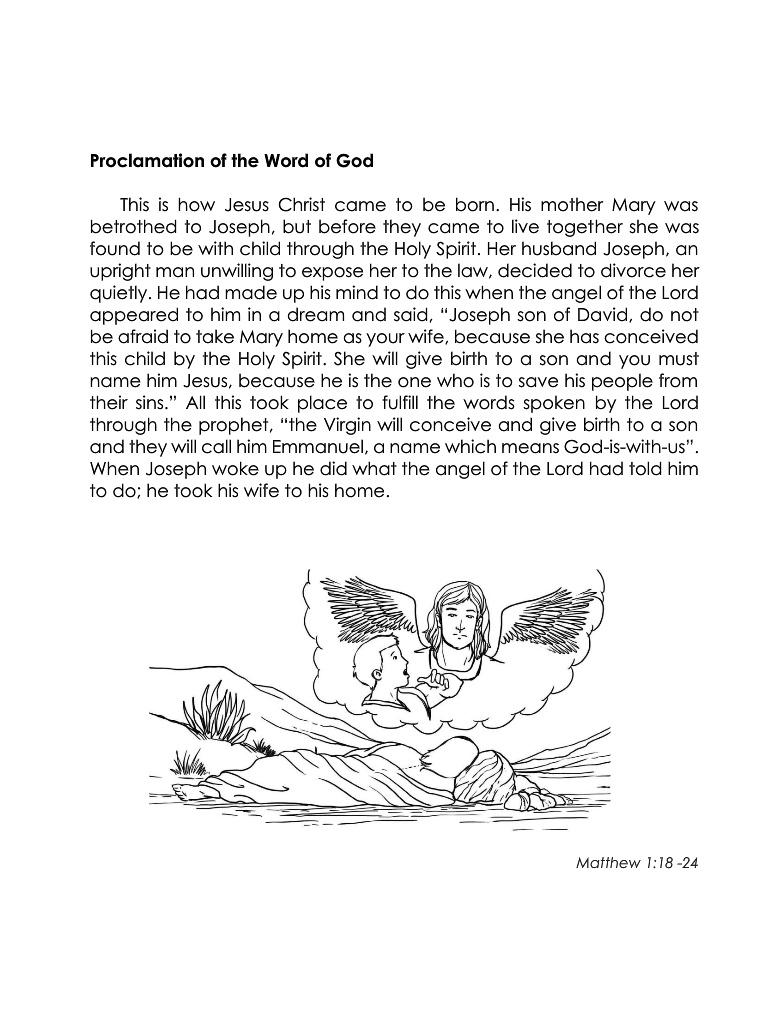 Proclamation of the Word of God
This is how Jesus Christ came to be born. His mother Mary was
betrothed to Joseph, but before they came to live together she was
found to be with child through the Holy Spirit. Her husband Joseph, an
upright man unwilling to expose her to the law, decided to divorce her
quietly. He had made up his mind to do this when the angel of the Lord
appeared to him in a dream and said, “Joseph son of David, do not
be afraid to take Mary home as your wife, because she has conceived
this child by the Holy Spirit. She will give birth to a son and you must
name him Jesus, because he is the one who is to save his people from
their sins.” All this took place to fulfill the words spoken by the Lord
through the prophet, “the Virgin will conceive and give birth to a son
and they will call him Emmanuel, a name which means God-is-with-us”.
When Joseph woke up he did what the angel of the Lord had told him
to do; he took his wife to his home.
Matthew 1:18 -24